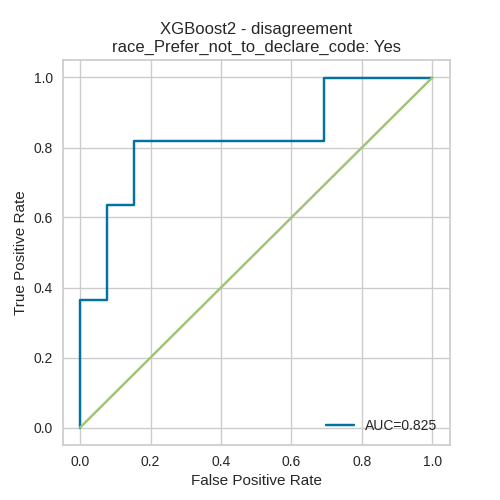 XGBoost2 - disagreement
race_Prefer_not_to_declare_code: Yes
1.0
0.8
0.6
0.4
0.2
0.0
True Positive Rate
AUC=0.825
0.0 0.2 0.4 0.6 0.8 1.0
False Positive Rate